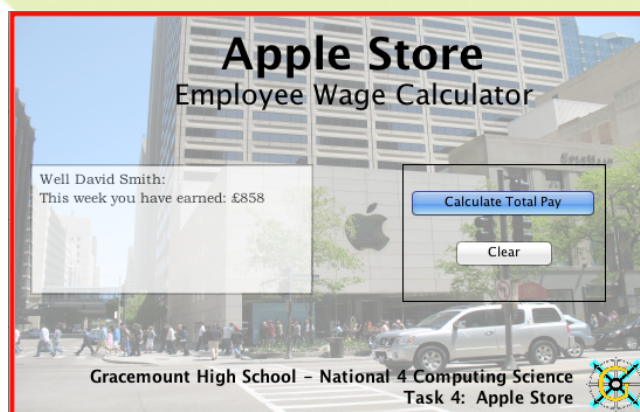 Apple Store
Employee Wage Calculator
Well David Smith:
This week you have earned: £858
Calculate Total Pay
Clear
Gracemount High School – National 4 Computing Science
Task 4: Apple Store